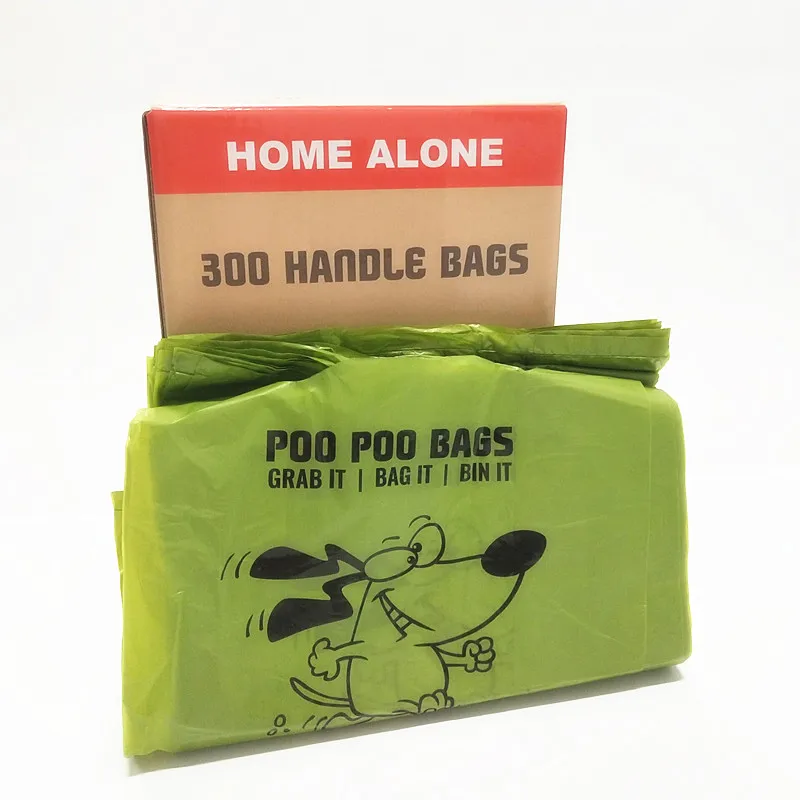 HOME ALONE
300 HANDLE BAGS
POO POO BAGS
GRAB IT | BAG IT | BIN IT